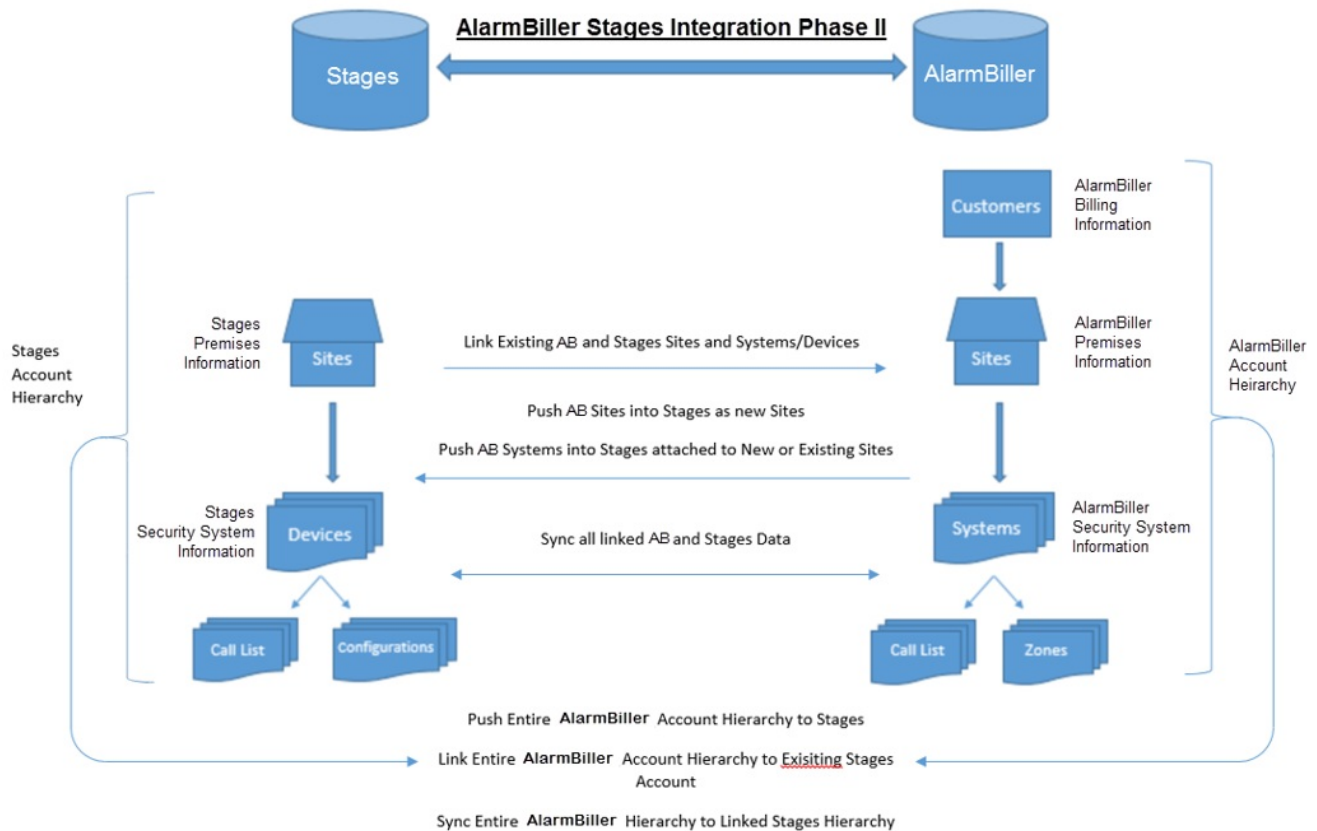 AlarmBiller Stages Integration Phase II
Stages
AlarmBiller
Customers
AlarmBiller
Billing
Information
Stages
Premises
Information
Sites
Link Existing AB and Stages Sites and Systems/Devices
Sites
AlarmBiller
Premises
Information
Stages
Account
Hierarchy
AlarmBiller
Account
Heirarchy
Push AB Sites into Stages as new Sites
Push AB Systems into Stages attached to New or Existing Sites
Stages
Security System
Information
Devices
Sync all linked AB and Stages Data
Systems
AlarmBiller
Security System
Information
Call List
Configurations
Call List
Zones
Push Entire AlarmBiller Account Hierarchy to Stages
Link Entire AlarmBiller Account Hierarchy to Exisiting Stages
Account
Sync Entire AlarmBiller Hierarchy to Linked Stages Hierarchy